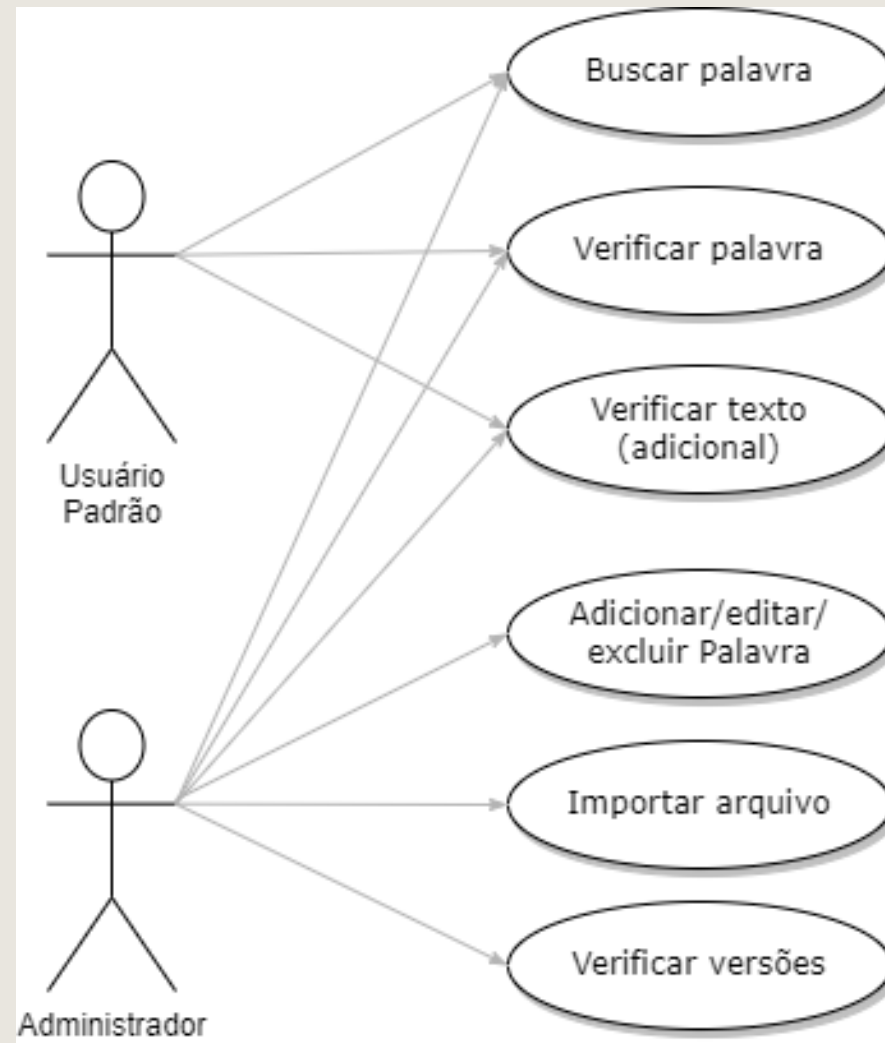 Buscar palavra
Verificar palavra
Verificar texto
(adicional)
Usuário
Padrão
Adicionar/editar/
excluir Palavra
Importar arquivo
Verificar versões
Administrador